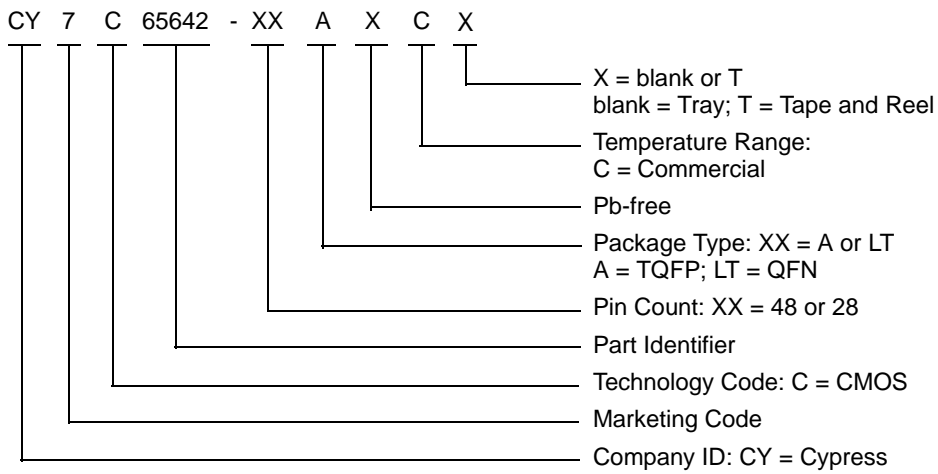 CY 7 C 65642 - XX A X C X
X = blank or T
blank = Tray; T = Tape and Reel
Temperature Range:
C = Commercial
Pb-free
Package Type: XX = A or LT
A = TQFP; LT = QFN
Pin Count: XX = 48 or 28
Part Identifier
Technology Code: C = CMOS
Marketing Code
Company ID: CY = Cypress